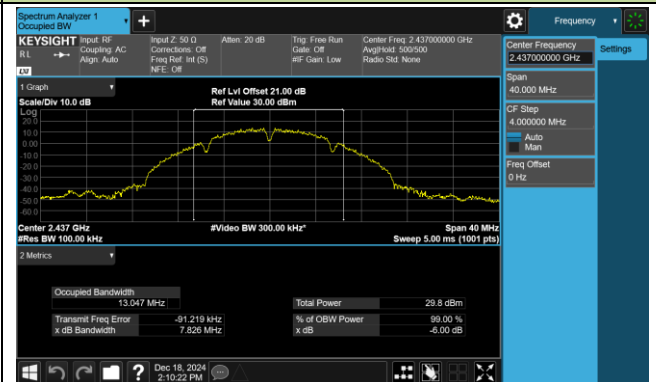 Spectrum Analyzer 1
Occupied BW
Frequency
KEYSIGHT
RL
LXI
Input: RF
Coupling: AC
Align: Auto
Input Z: 50 Ω
Corrections: Off
Freq Ref: Int (S)
NFE: Off
Atten: 20 dB
Trig: Free Run
Gate: Off
#IF Gain: Low
Center Freq: 2.437000000 GHz
Avg|Hold: 500/500
Radio Std: None
Center Frequency
2.437000000 GHz
Settings
Span
40.000 MHz
CF Step
4.000000 MHz
Auto
Man
Freq Offset
0 Hz
1 Graph
Scale/Div 10.0 dB
Ref Lvl Offset 21.00 dB
Ref Value 30.00 dBm
Log
20.0
10.0
0.00
-10.0
-20.0
-30.0
-40.0
-50.0
-60.0
Center 2.437 GHz
#Video BW 300.00 kHz*
Span 40 MHz
#Res BW 100.00 kHz
Sweep 5.00 ms (1001 pts)
2 Metrics
Occupied Bandwidth
13.047 MHz
Total Power
29.8 dBm
Transmit Freq Error
-91.219 kHz
% of OBW Power
99.00 %
x dB Bandwidth
7.826 MHz
x dB
-6.00 dB
?
Dec 18, 2024
2:10:22 PM